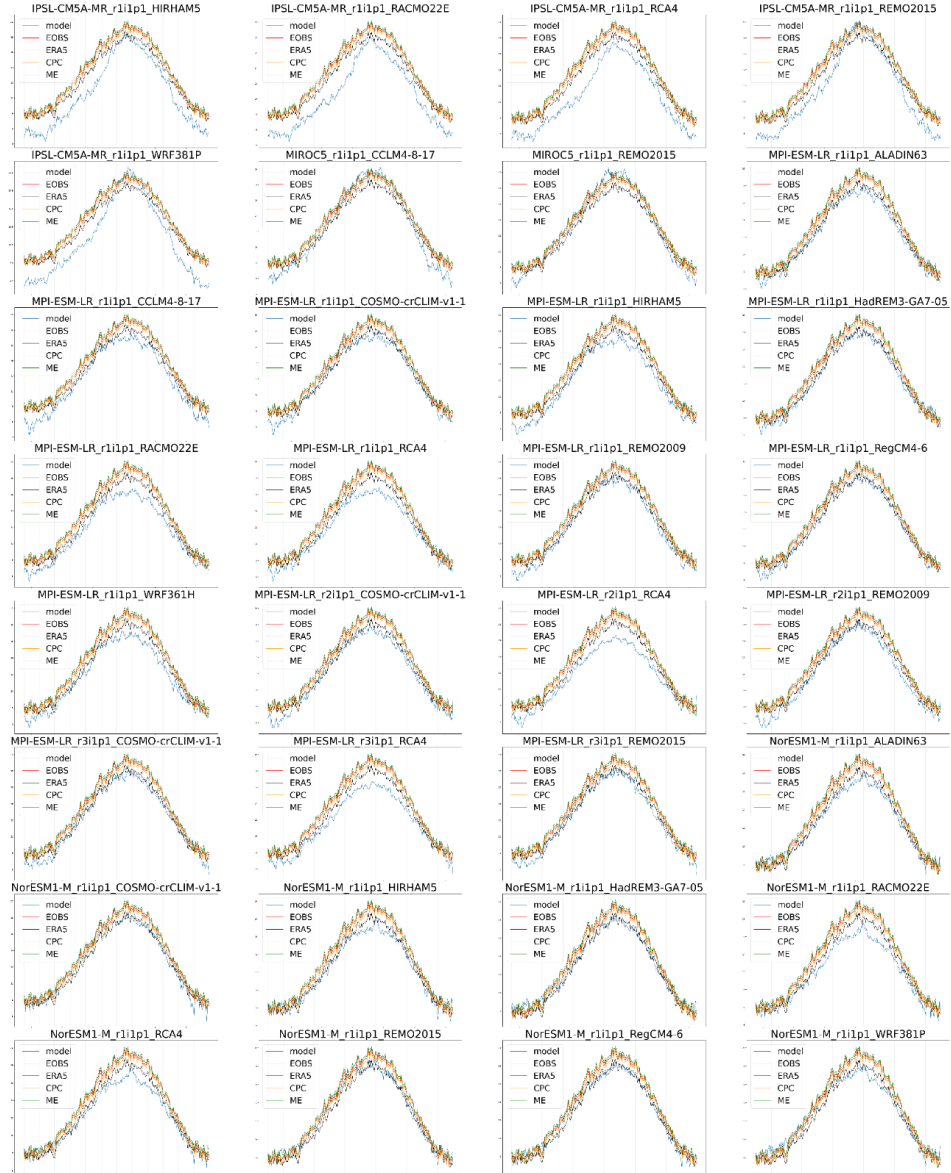 IPSL-CM5A-MR_r1i1p1_HIRHAM5
model
EOBS
ERA5
CPC
ME
IPSL-CM5A-MR_r1i1p1_RACMO22E
model
EOBS
ERA5
CPC
ME
IPSL-CM5A-MR_r1i1p1_RCA4
model
EOBS
ERA5
CPC
ME
IPSL-CM5A-MR_r1i1p1_REMO2015
model
EOBS
ERA5
CPC
ME
IPSL-CM5A-MR_r1i1p1_WRF381P
model
EOBS
ERA5
CPC
ME
MIROC5_r1i1p1_CCLM4-8-17
model
EOBS
ERA5
CPC
ME
MIROC5_r1i1p1_REMO2015
model
EOBS
ERA5
CPC
ME
MPI-ESM-LR_r1i1p1_ALADIN63
model
EOBS
ERA5
CPC
ME
MPI-ESM-LR_r1i1p1_CCLM4-8-17
model
EOBS
ERA5
CPC
ME
MPI-ESM-LR_r1i1p1_COSMO-crCLIM-v1-1
model
EOBS
ERA5
CPC
ME
MPI-ESM-LR_r1i1p1_HIRHAM5
model
EOBS
ERA5
CPC
ME
MPI-ESM-LR_r1i1p1_HadREM3-GA7-05
model
EOBS
ERA5
CPC
ME
MPI-ESM-LR_r1i1p1_RACMO22E
model
EOBS
ERA5
CPC
ME
MPI-ESM-LR_r1i1p1_RCA4
model
EOBS
ERA5
CPC
ME
MPI-ESM-LR_r1i1p1_REMO2009
model
EOBS
ERA5
CPC
ME
MPI-ESM-LR_r1i1p1_RegCM4-6
model
EOBS
ERA5
CPC
ME
MPI-ESM-LR_r1i1p1_WRF361H
model
EOBS
ERA5
CPC
ME
MPI-ESM-LR_r2i1p1_COSMO-crCLIM-v1-1
model
EOBS
ERA5
CPC
ME
MPI-ESM-LR_r2i1p1_RCA4
model
EOBS
ERA5
CPC
ME
MPI-ESM-LR_r2i1p1_REMO2009
model
EOBS
ERA5
CPC
ME
MPI-ESM-LR_r3i1p1_COSMO-crCLIM-v1-1
model
EOBS
ERA5
CPC
ME
MPI-ESM-LR_r3i1p1_RCA4
model
EOBS
ERA5
CPC
ME
MPI-ESM-LR_r3i1p1_REMO2015
model
EOBS
ERA5
CPC
ME
NorESM1-M_r1i1p1_ALADIN63
model
EOBS
ERA5
CPC
ME
NorESM1-M_r1i1p1_COSMO-crCLIM-v1-1
model
EOBS
ERA5
CPC
ME
NorESM1-M_r1i1p1_HIRHAM5
model
EOBS
ERA5
CPC
ME
NorESM1-M_r1i1p1_HadREM3-GA7-05
model
EOBS
ERA5
CPC
ME
NorESM1-M_r1i1p1_RACMO22E
model
EOBS
ERA5
CPC
ME
NorESM1-M_r1i1p1_RCA4
model
EOBS
ERA5
CPC
ME
NorESM1-M_r1i1p1_REMO2015
model
EOBS
ERA5
CPC
ME
NorESM1-M_r1i1p1_RegCM4-6
model
EOBS
ERA5
CPC
ME
NorESM1-M_r1i1p1_WRF381P
model
EOBS
ERA5
CPC
ME